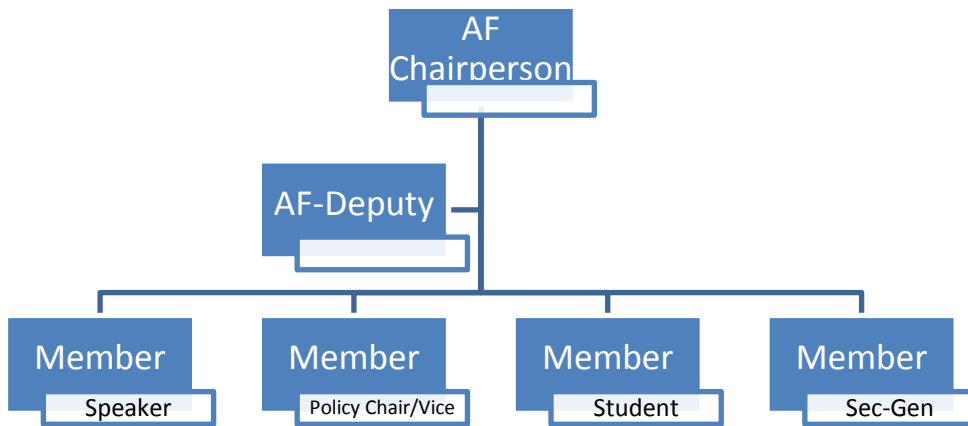 AF
Chairperson
AF-Deputy
Member
Speaker
Member
Policy Chair/Vice
Member
Student
Member
Sec-Gen